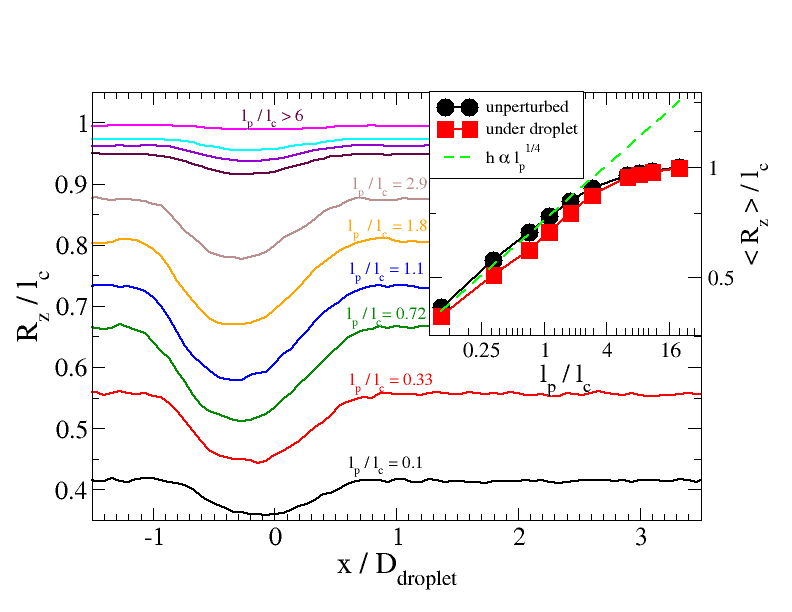 l_p / l_c > 6
l_p / l_c = 2.9
l_p / l_c = 1.8
l_p / l_c = 1.1
l_p / l_c = 0.72
l_p / l_c = 0.33
l_p / l_c = 0.1
R_z / l_c
1
0.9
0.8
0.7
0.6
0.5
0.4
-1
0
1
2
3
x / D_droplet
unperturbed
under droplet
h α l_p^1/4
1
0.5
< R_z > / l_c
0.25
1
4
16
l_p / l_c